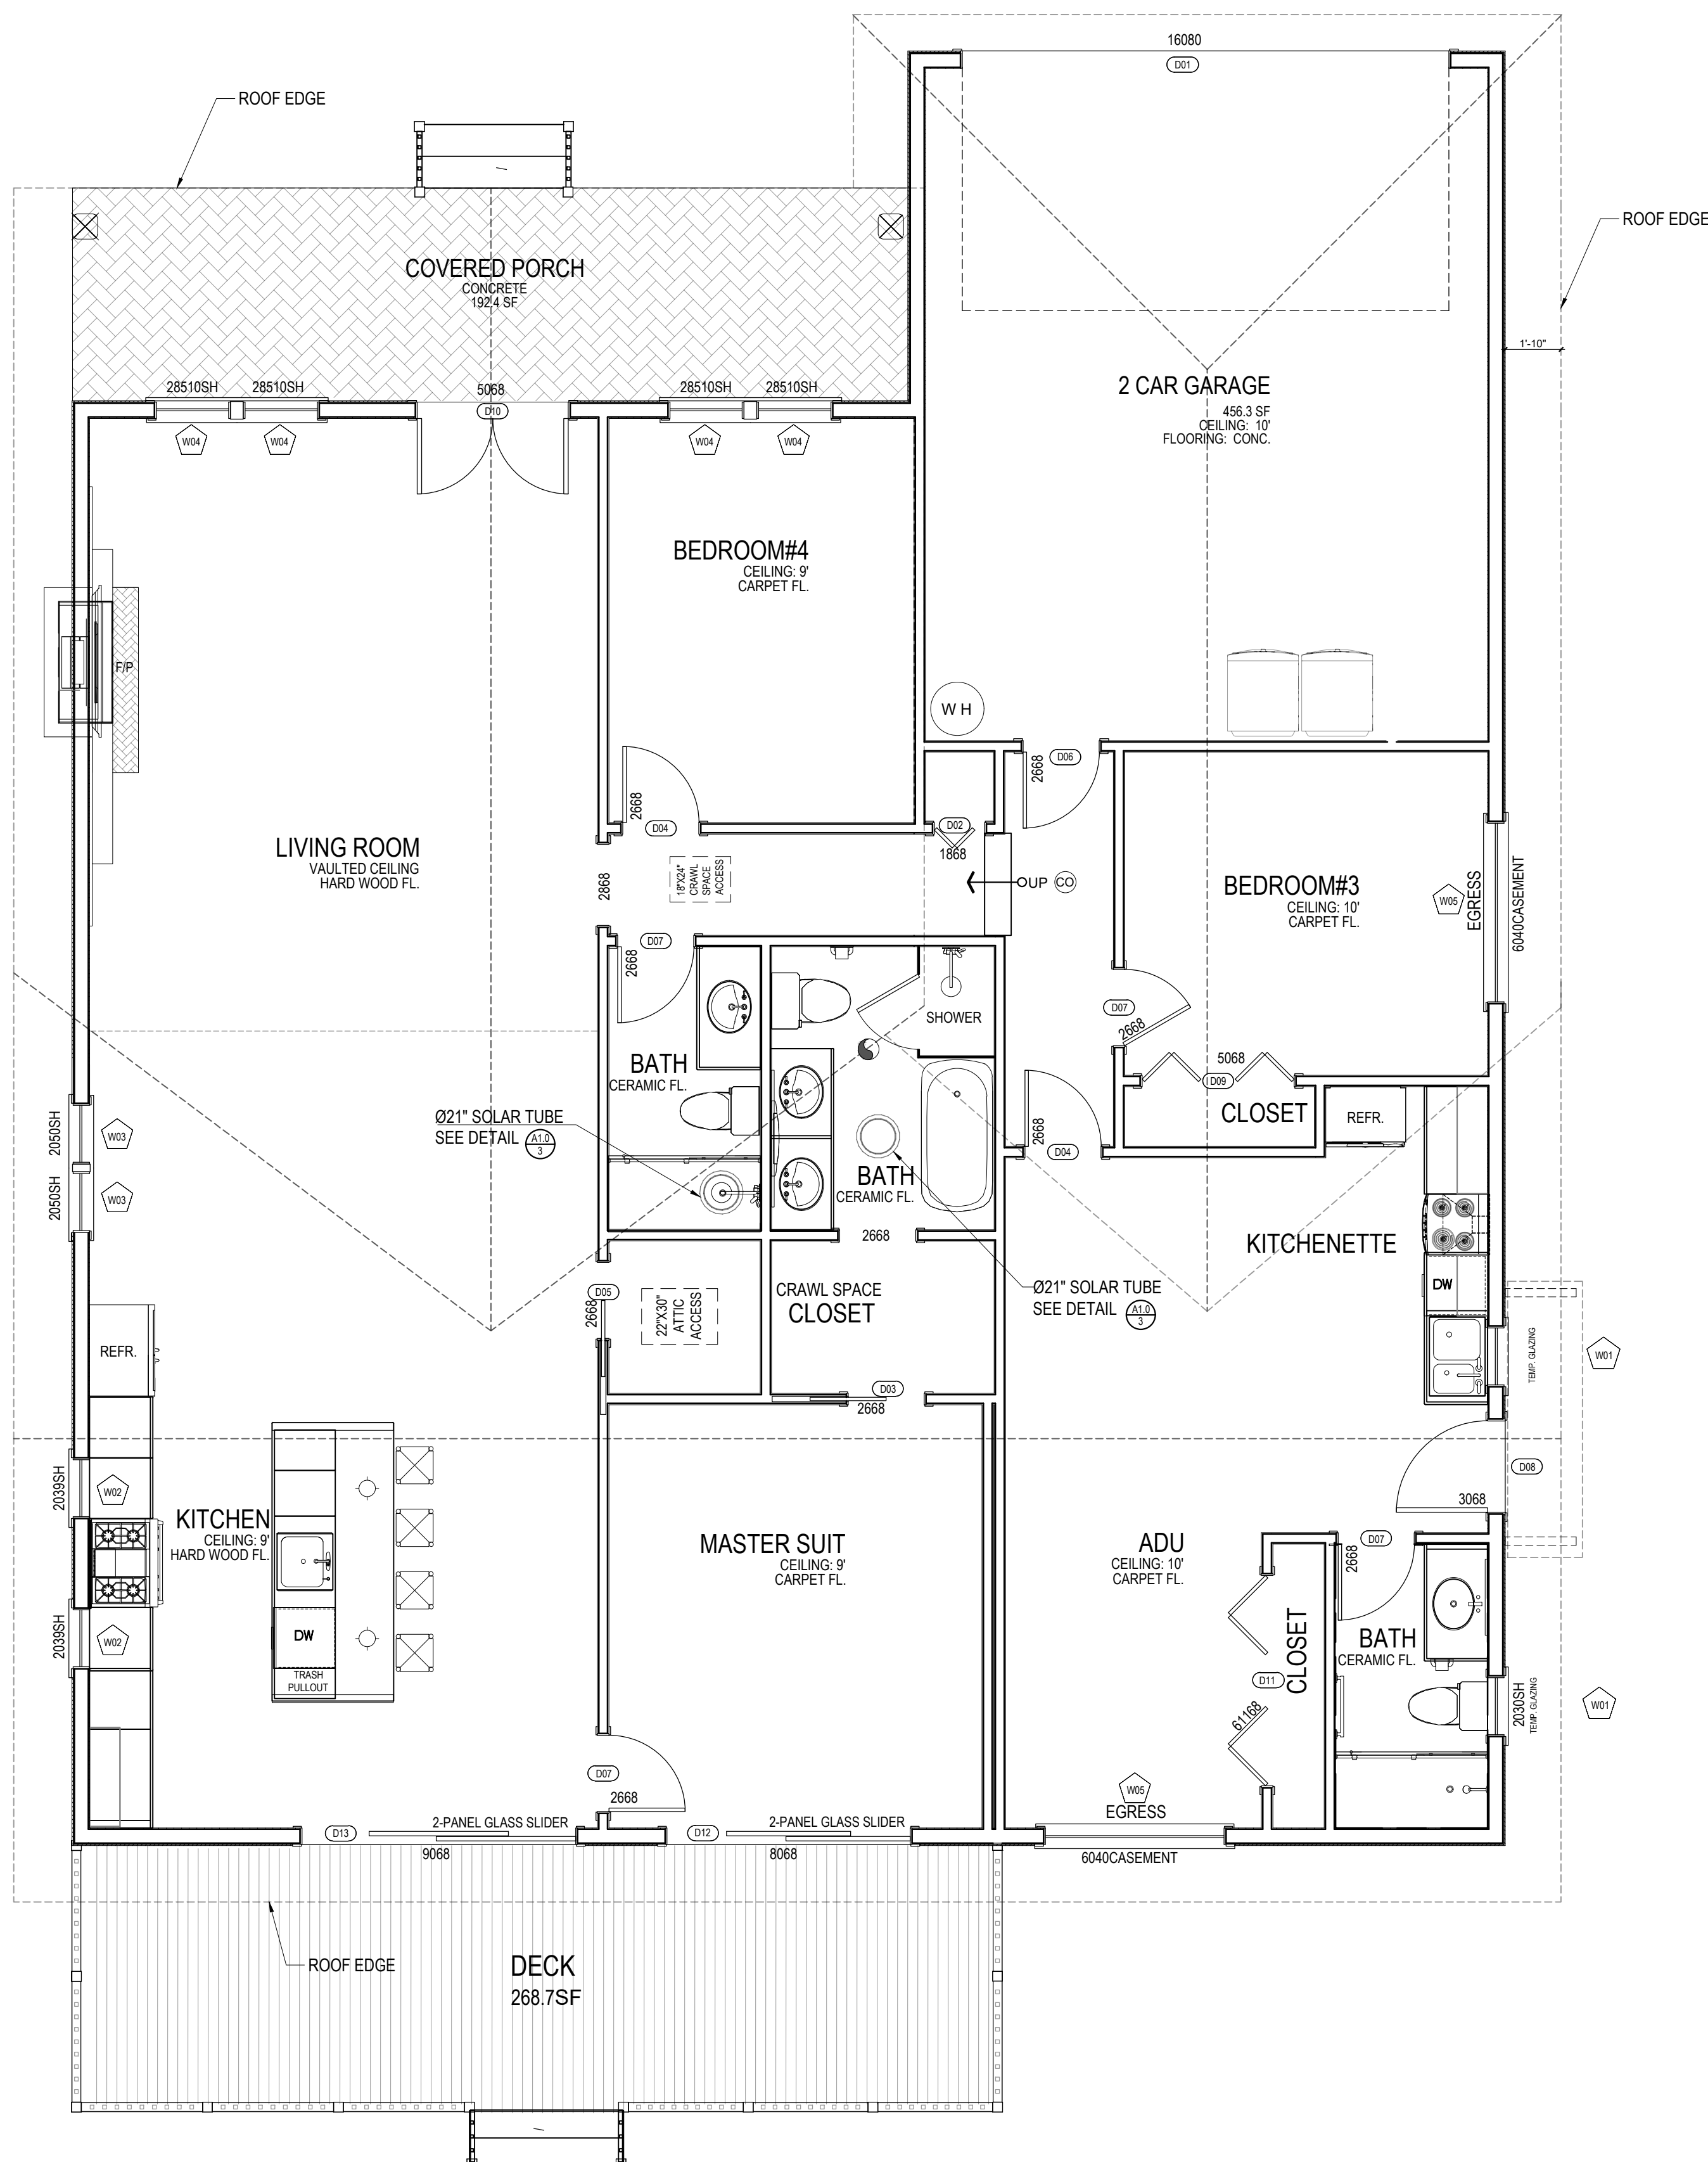 16080
D01
ROOF EDGE
ROOF EDGE
COVERED PORCH
CONCRETE
192.4 SF
1'-10"
28510SH
28510SH
5068
D10
28510SH
28510SH
W04
W04
W04
W04
2 CAR GARAGE
456.3 SF
CEILING: 10'
FLOORING: CONC.
BEDROOM#4
CEILING: 9'
CARPET FL.
F/P
W H
2668
D04
2668
D06
D02
1868
LIVING ROOM
VAULTED CEILING
HARD WOOD FL.
2868
18"X24"
CRAWL
SPACE
ACCESS
UP
CO
BEDROOM#3
CEILING: 10'
CARPET FL.
W05
EGRESS
6040CASEMENT
D07
2668
SHOWER
D07
2668
BATH
CERAMIC FL.
5068
D09
CLOSET
REFR.
Ø21" SOLAR TUBE
SEE DETAIL
A1.0
3
2050SH
W03
2050SH
W03
2668
D04
BATH
CERAMIC FL.
2668
KITCHENETTE
DW
Ø21" SOLAR TUBE
SEE DETAIL
A1.0
3
D05
2668
22"X30"
ATTIC
ACCESS
CRAWL SPACE
CLOSET
REFR.
TEMP. GLAZING
W01
D03
2668
D08
3068
2039SH
W02
KITCHEN
CEILING: 9'
HARD WOOD FL.
MASTER SUIT
CEILING: 9'
CARPET FL.
ADU
CEILING: 10'
CARPET FL.
D07
2668
2039SH
W02
DW
TRASH
PULLOUT
CLOSET
BATH
CERAMIC FL.
D11
61168
2030SH
TEMP. GLAZING
W01
D07
2668
W05
EGRESS
D13
2-PANEL GLASS SLIDER
9068
D12
2-PANEL GLASS SLIDER
8068
6040CASEMENT
ROOF EDGE
DECK
268.7SF